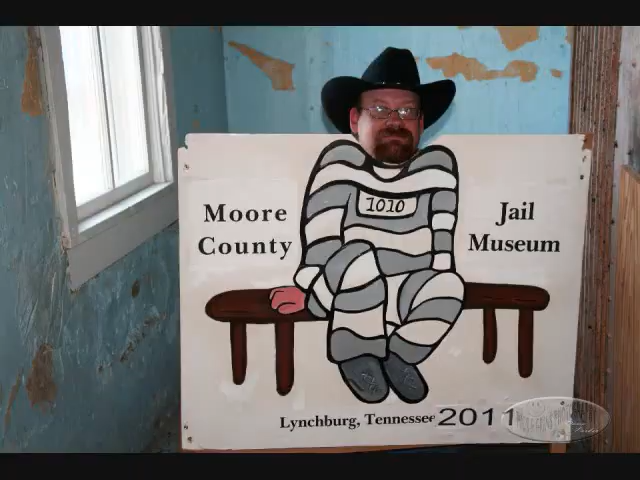 Moore
County
Jail
Museum
1010
Lynchburg, Tennessee 2011